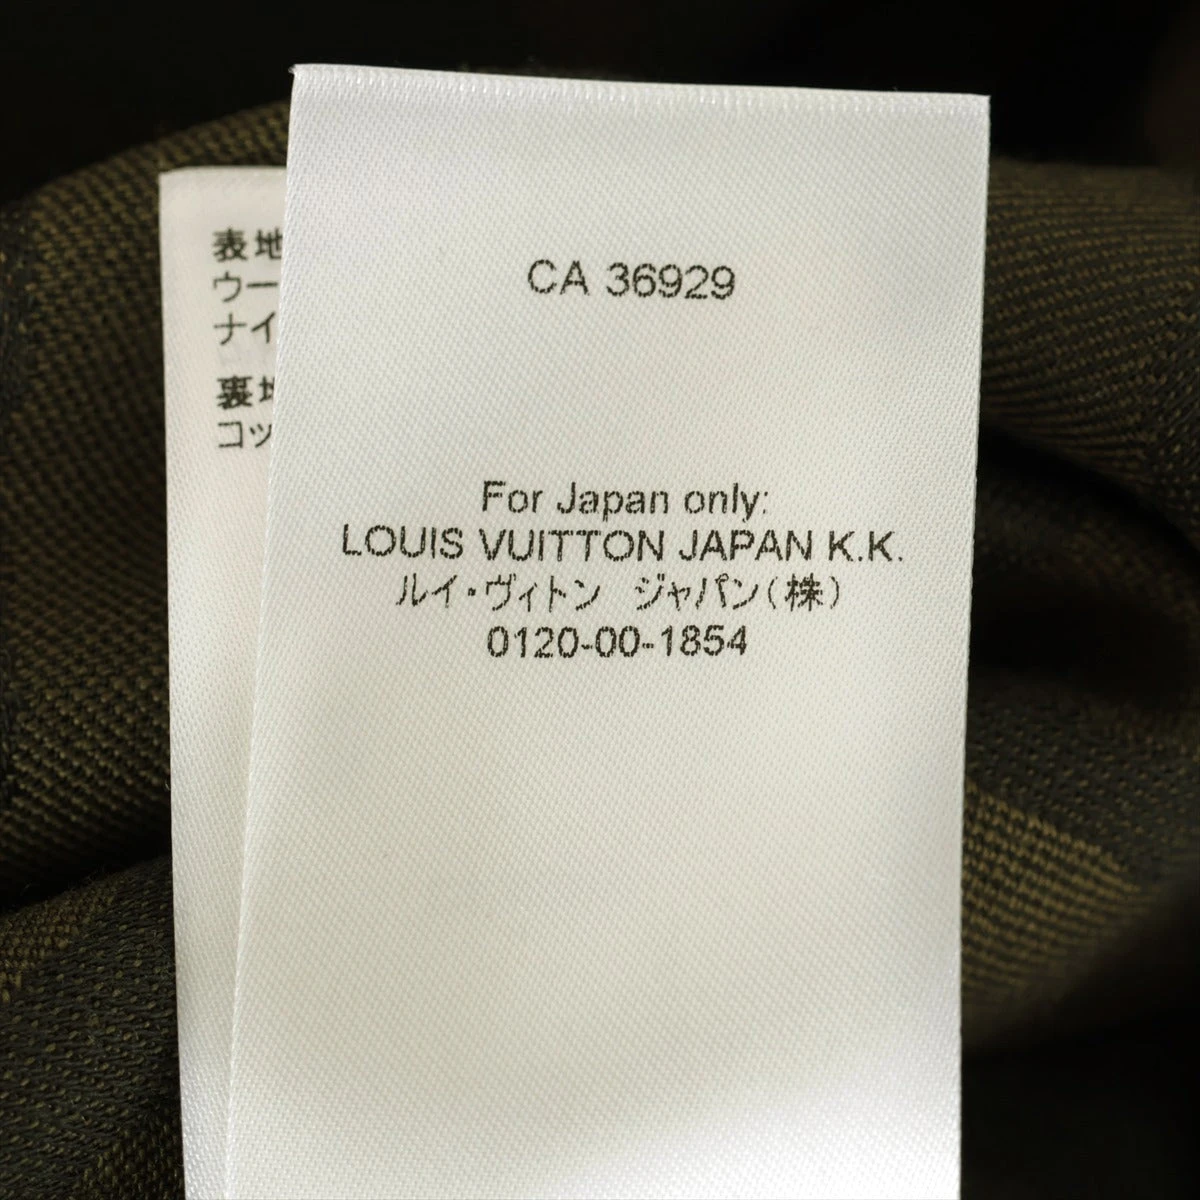 表地
ウー
ナイ
裏地
コッ
CA 36929
For Japan only:
LOUIS VUITTON JAPAN K.K.
ルイ・ヴィトン ジャパン(株)
0120-00-1854